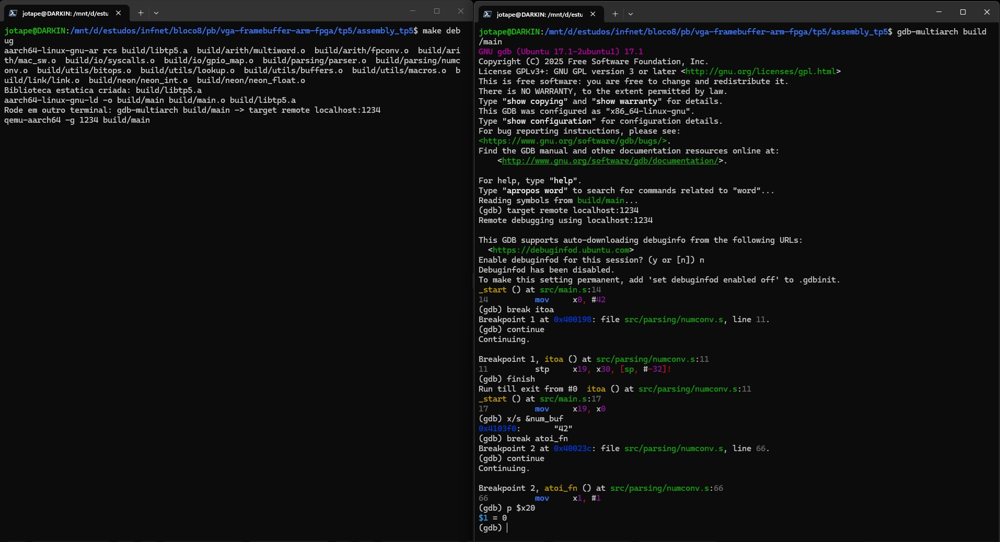 jotape@DARKIN: /mnt/d/estu
jotape@DARKIN:/mnt/d/estudos/infnet/bloco8/pb/vga-framebuffer-arm-fpga/tp5/assembly_tp5$ make deb
ug
aarch64-linux-gnu-ar rcs build/libtp5.a  build/arith/multiword.o  build/arith/fpconv.o  build/ari
th/mac_sw.o  build/io/syscalls.o  build/io/gpio_map.o  build/parsing/parser.o  build/parsing/numc
onv.o  build/utils/bitops.o  build/utils/lookup.o  build/utils/buffers.o  build/utils/macros.o  b
uild/link/link.o  build/neon/neon_int.o  build/neon/neon_float.o
Biblioteca estatica criada: build/libtp5.a
aarch64-linux-gnu-ld -o build/main build/main.o build/libtp5.a
Rode em outro terminal: gdb-multiarch build/main -> target remote localhost:1234
qemu-aarch64 -g 1234 build/main
jotape@DARKIN: /mnt/d/estu
jotape@DARKIN:/mnt/d/estudos/infnet/bloco8/pb/vga-framebuffer-arm-fpga/tp5/assembly_tp5$ gdb-multiarch build
/main
GNU gdb (Ubuntu 17.1-2ubuntu1) 17.1
Copyright (C) 2025 Free Software Foundation, Inc.
License GPLv3+: GNU GPL version 3 or later <http://gnu.org/licenses/gpl.html>
This is free software: you are free to change and redistribute it.
There is NO WARRANTY, to the extent permitted by law.
Type "show copying" and "show warranty" for details.
This GDB was configured as "x86_64-linux-gnu".
Type "show configuration" for configuration details.
For bug reporting instructions, please see:
<https://www.gnu.org/software/gdb/bugs/>.
Find the GDB manual and other documentation resources online at:
    <http://www.gnu.org/software/gdb/documentation/>.
For help, type "help".
Type "apropos word" to search for commands related to "word"...
Reading symbols from build/main...
(gdb) target remote localhost:1234
Remote debugging using localhost:1234
This GDB supports auto-downloading debuginfo from the following URLs:
  <https://debuginfod.ubuntu.com>
Enable debuginfod for this session? (y or [n]) n
Debuginfod has been disabled.
To make this setting permanent, add 'set debuginfod enabled off' to .gdbinit.
_start () at src/main.s:14
14          mov     x0, #42
(gdb) break itoa
Breakpoint 1 at 0x400198: file src/parsing/numconv.s, line 11.
(gdb) continue
Continuing.
Breakpoint 1, itoa () at src/parsing/numconv.s:11
11          stp     x19, x30, [sp, #-32]!
(gdb) finish
Run till exit from #0  itoa () at src/parsing/numconv.s:11
_start () at src/main.s:17
17          mov     x19, x0
(gdb) x/s &num_buf
0x4103f0:       "42"
(gdb) break atoi_fn
Breakpoint 2 at 0x40023c: file src/parsing/numconv.s, line 66.
(gdb) continue
Continuing.
Breakpoint 2, atoi_fn () at src/parsing/numconv.s:66
66          mov     x1, #1
(gdb) p $x20
$1 = 0
(gdb)